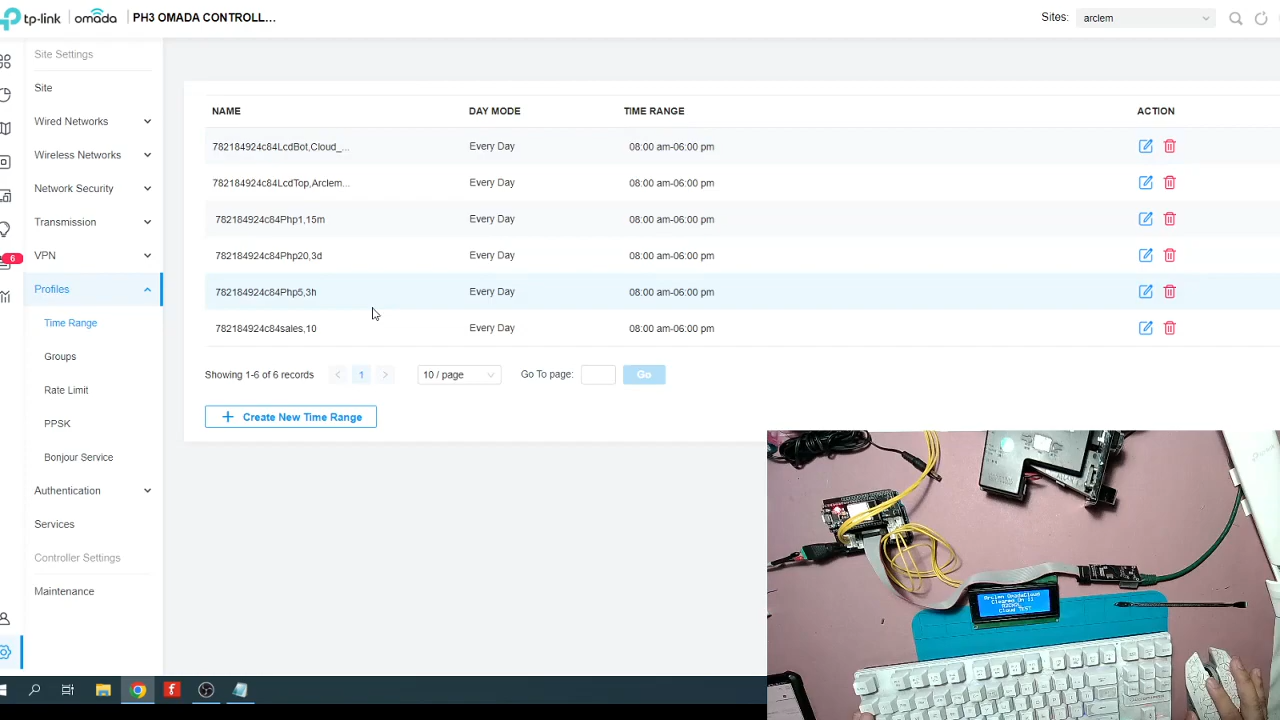 tp-link omada PH3 OMADA CONTROLL... Sites: arclem
Site Settings
Site
Wired Networks
Wireless Networks
Network Security
Transmission
VPN
6
Profiles
Time Range
Groups
Rate Limit
PPSK
Bonjour Service
Authentication
Services
Controller Settings
Maintenance
NAME DAY MODE TIME RANGE ACTION
782184924c84LcdBot,Cloud_... Every Day 08:00 am-06:00 pm
782184924c84LcdTop,Arclem... Every Day 08:00 am-06:00 pm
782184924c84Php1,15m Every Day 08:00 am-06:00 pm
782184924c84Php20,3d Every Day 08:00 am-06:00 pm
782184924c84Php5,3h Every Day 08:00 am-06:00 pm
782184924c84sales,10 Every Day 08:00 am-06:00 pm
Showing 1-6 of 6 records < 1 > 10 / page Go To page: Go
+ Create New Time Range
Cloud